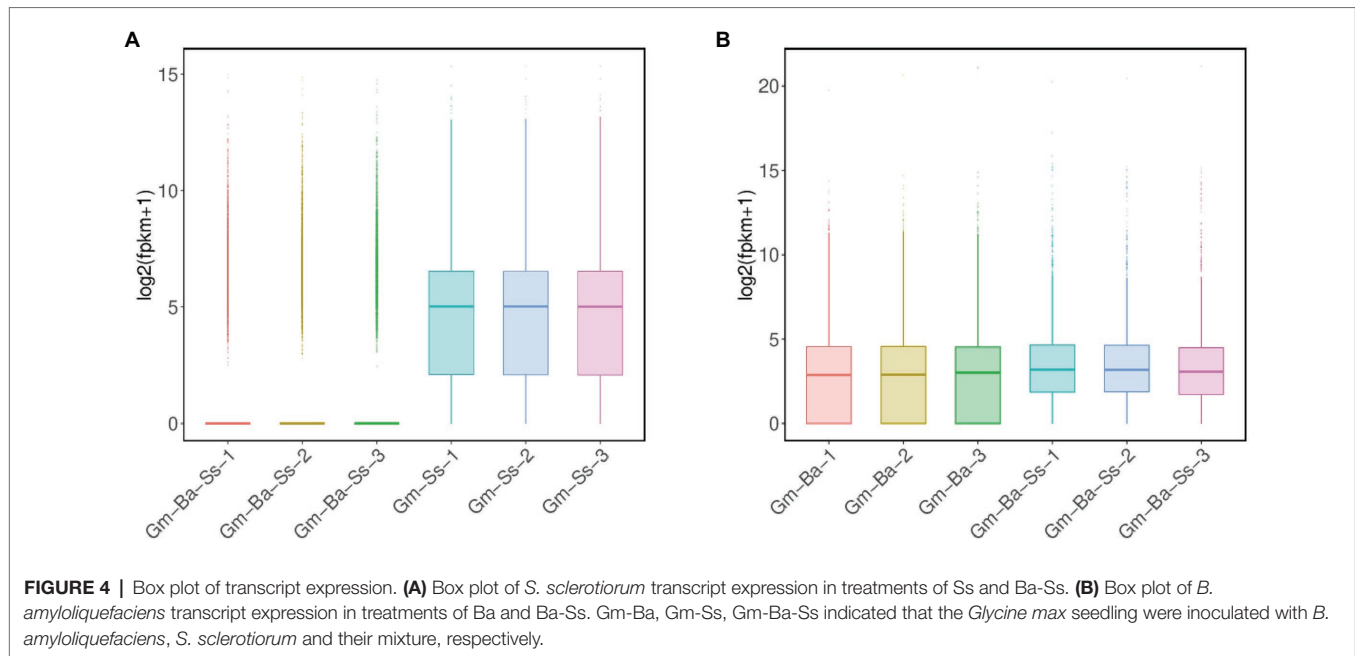 A
B
log2(fpkm+1)
15
10
5
0
Gm-Ba-Ss-1
Gm-Ba-Ss-2
Gm-Ba-Ss-3
Gm-Ss-1
Gm-Ss-2
Gm-Ss-3
log2(fpkm+1)
20
15
10
5
0
Gm-Ba-1
Gm-Ba-2
Gm-Ba-3
Gm-Ba-Ss-1
Gm-Ba-Ss-2
Gm-Ba-Ss-3
FIGURE 4 | Box plot of transcript expression. (A) Box plot of S. sclerotiorum transcript expression in treatments of Ss and Ba-Ss. (B) Box plot of B.
amyloliquefaciens transcript expression in treatments of Ba and Ba-Ss. Gm-Ba, Gm-Ss, Gm-Ba-Ss indicated that the Glycine max seedling were inoculated with B.
amyloliquefaciens, S. sclerotiorum and their mixture, respectively.